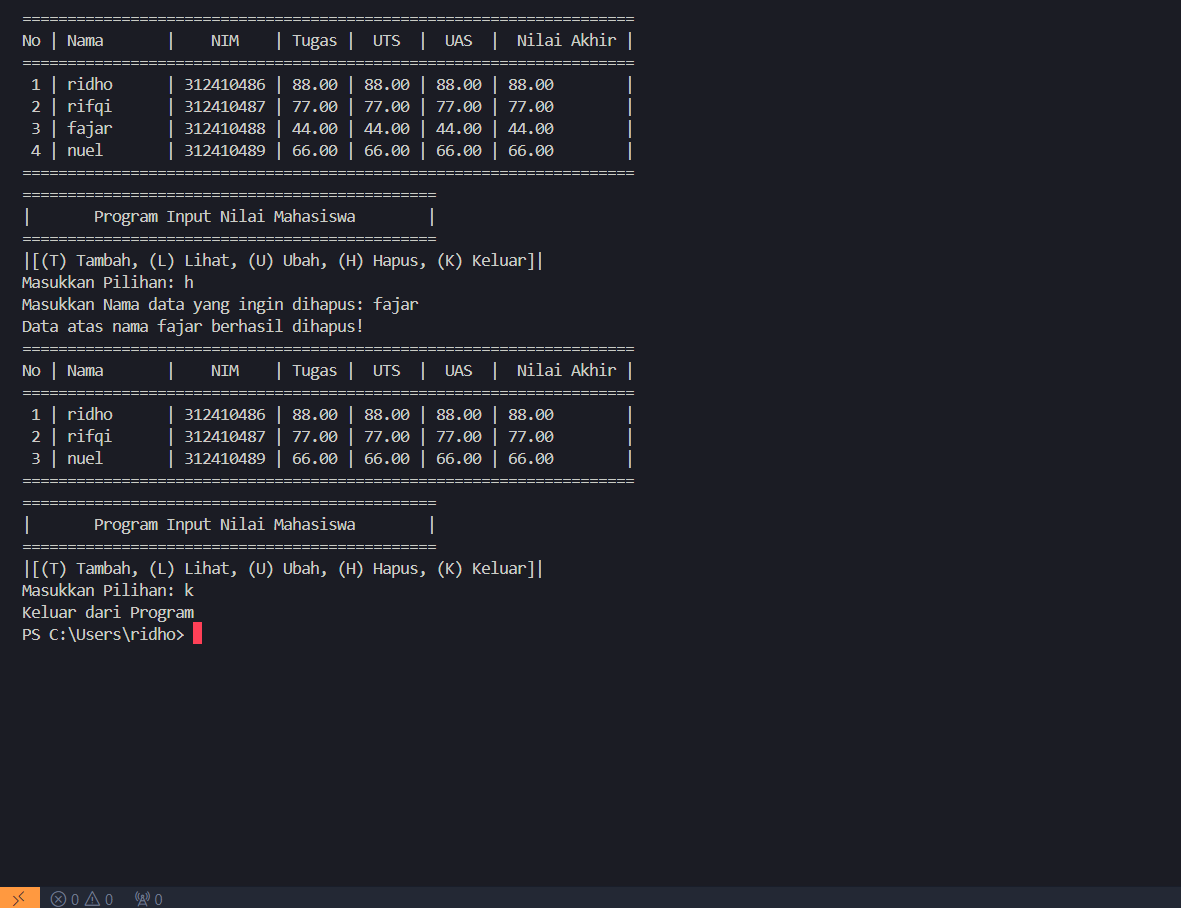 ====================================================================
No | Nama       |    NIM    | Tugas |  UTS  |  UAS  |  Nilai Akhir |
====================================================================
 1 | ridho      | 312410486 | 88.00 | 88.00 | 88.00 | 88.00        |
 2 | rifqi      | 312410487 | 77.00 | 77.00 | 77.00 | 77.00        |
 3 | fajar      | 312410488 | 44.00 | 44.00 | 44.00 | 44.00        |
 4 | nuel       | 312410489 | 66.00 | 66.00 | 66.00 | 66.00        |
====================================================================
==============================================
|       Program Input Nilai Mahasiswa        |
==============================================
|[(T) Tambah, (L) Lihat, (U) Ubah, (H) Hapus, (K) Keluar]|
Masukkan Pilihan: h
Masukkan Nama data yang ingin dihapus: fajar
Data atas nama fajar berhasil dihapus!
====================================================================
No | Nama       |    NIM    | Tugas |  UTS  |  UAS  |  Nilai Akhir |
====================================================================
 1 | ridho      | 312410486 | 88.00 | 88.00 | 88.00 | 88.00        |
 2 | rifqi      | 312410487 | 77.00 | 77.00 | 77.00 | 77.00        |
 3 | nuel       | 312410489 | 66.00 | 66.00 | 66.00 | 66.00        |
====================================================================
==============================================
|       Program Input Nilai Mahasiswa        |
==============================================
|[(T) Tambah, (L) Lihat, (U) Ubah, (H) Hapus, (K) Keluar]|
Masukkan Pilihan: k
Keluar dari Program
PS C:\Users\ridho>
0 0 0